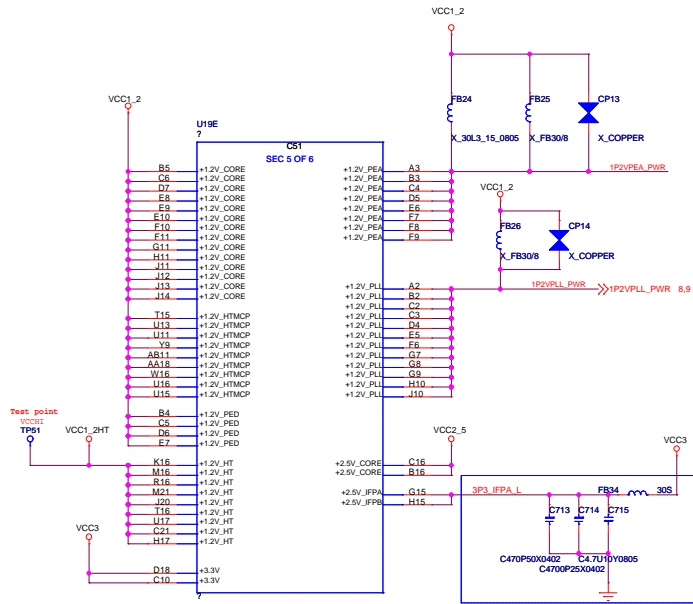 VCC1_2
FB24
X_30L3_15_0805
FB25
X_FB30/8
CP13
X_COPPER
1P2VPEA_PWR
VCC1_2
U19E
?
C51
SEC 5 OF 6
B5 +1.2V_CORE
C6 +1.2V_CORE
D7 +1.2V_CORE
E8 +1.2V_CORE
E9 +1.2V_CORE
E10 +1.2V_CORE
F10 +1.2V_CORE
F11 +1.2V_CORE
G11 +1.2V_CORE
H11 +1.2V_CORE
J11 +1.2V_CORE
J12 +1.2V_CORE
J13 +1.2V_CORE
J14 +1.2V_CORE
T15 +1.2V_HTMCP
U13 +1.2V_HTMCP
U11 +1.2V_HTMCP
Y9 +1.2V_HTMCP
AB11 +1.2V_HTMCP
AA18 +1.2V_HTMCP
W16 +1.2V_HTMCP
U16 +1.2V_HTMCP
U15 +1.2V_HTMCP
B4 +1.2V_PED
C5 +1.2V_PED
D6 +1.2V_PED
E7 +1.2V_PED
K16 +1.2V_HT
M16 +1.2V_HT
R16 +1.2V_HT
M21 +1.2V_HT
J20 +1.2V_HT
T16 +1.2V_HT
U17 +1.2V_HT
C21 +1.2V_HT
H17 +1.2V_HT
D18 +3.3V
C10 +3.3V
?
+1.2V_PEA A3
+1.2V_PEA B3
+1.2V_PEA C4
+1.2V_PEA D5
+1.2V_PEA E6
+1.2V_PEA F7
+1.2V_PEA F8
+1.2V_PEA F9
+1.2V_PLL A2
+1.2V_PLL B2
+1.2V_PLL C2
+1.2V_PLL C3
+1.2V_PLL D4
+1.2V_PLL E5
+1.2V_PLL F6
+1.2V_PLL G7
+1.2V_PLL G8
+1.2V_PLL G9
+1.2V_PLL H10
+1.2V_PLL J10
+2.5V_CORE C16
+2.5V_CORE B16
+2.5V_IFPA G15
+2.5V_IFPB H15
VCC1_2
FB26
X_FB30/8
CP14
X_COPPER
1P2VPLL_PWR
1P2VPLL_PWR 8,9
Test point
VCCHI
TP51
VCC1_2HT
VCC3
VCC2_5
VCC3
3P3_IFPA_L
FB34
30S
C713
C714
C715
C470P50X0402
C4.7U10Y0805
C4700P25X0402